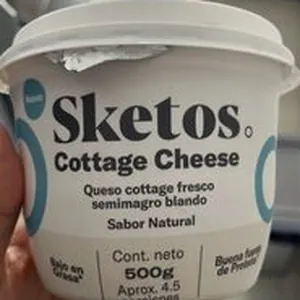 Sketos
Cottage Cheese
Queso cottage fresco
semimagro blando
Sabor Natural
Bajo en
Grasa*
Cont. neto
500g
Aprox. 4.5
Buena fuente
de Proteína*